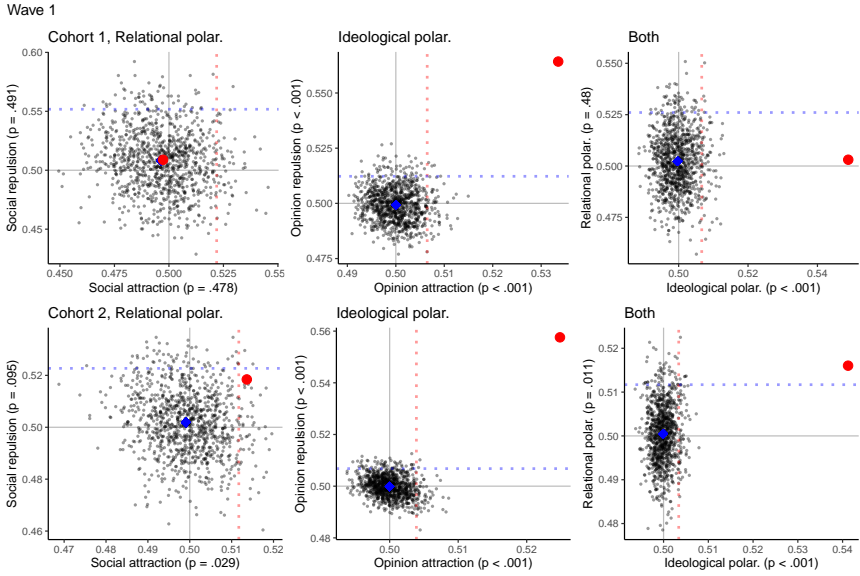 Wave 1
Cohort 1, Relational polar.
Social repulsion (p = .491)
0.60
0.55
0.50
0.45
0.450
0.475
0.500
0.525
0.55
Social attraction (p = .478)
Ideological polar.
Opinion repulsion (p < .001)
0.550
0.525
0.500
0.475
0.49
0.50
0.51
0.52
0.53
Opinion attraction (p < .001)
Both
Relational polar. (p = .48)
0.550
0.525
0.500
0.475
0.50
0.52
0.54
Ideological polar. (p < .001)
Cohort 2, Relational polar.
Social repulsion (p = .095)
0.52
0.50
0.48
0.46
0.47
0.48
0.49
0.50
0.51
0.52
Social attraction (p = .029)
Ideological polar.
Opinion repulsion (p < .001)
0.56
0.54
0.52
0.50
0.48
0.50
0.51
0.52
Opinion attraction (p < .001)
Both
Relational polar. (p = .011)
0.52
0.51
0.50
0.49
0.48
0.50
0.51
0.52
0.53
0.54
Ideological polar. (p < .001)